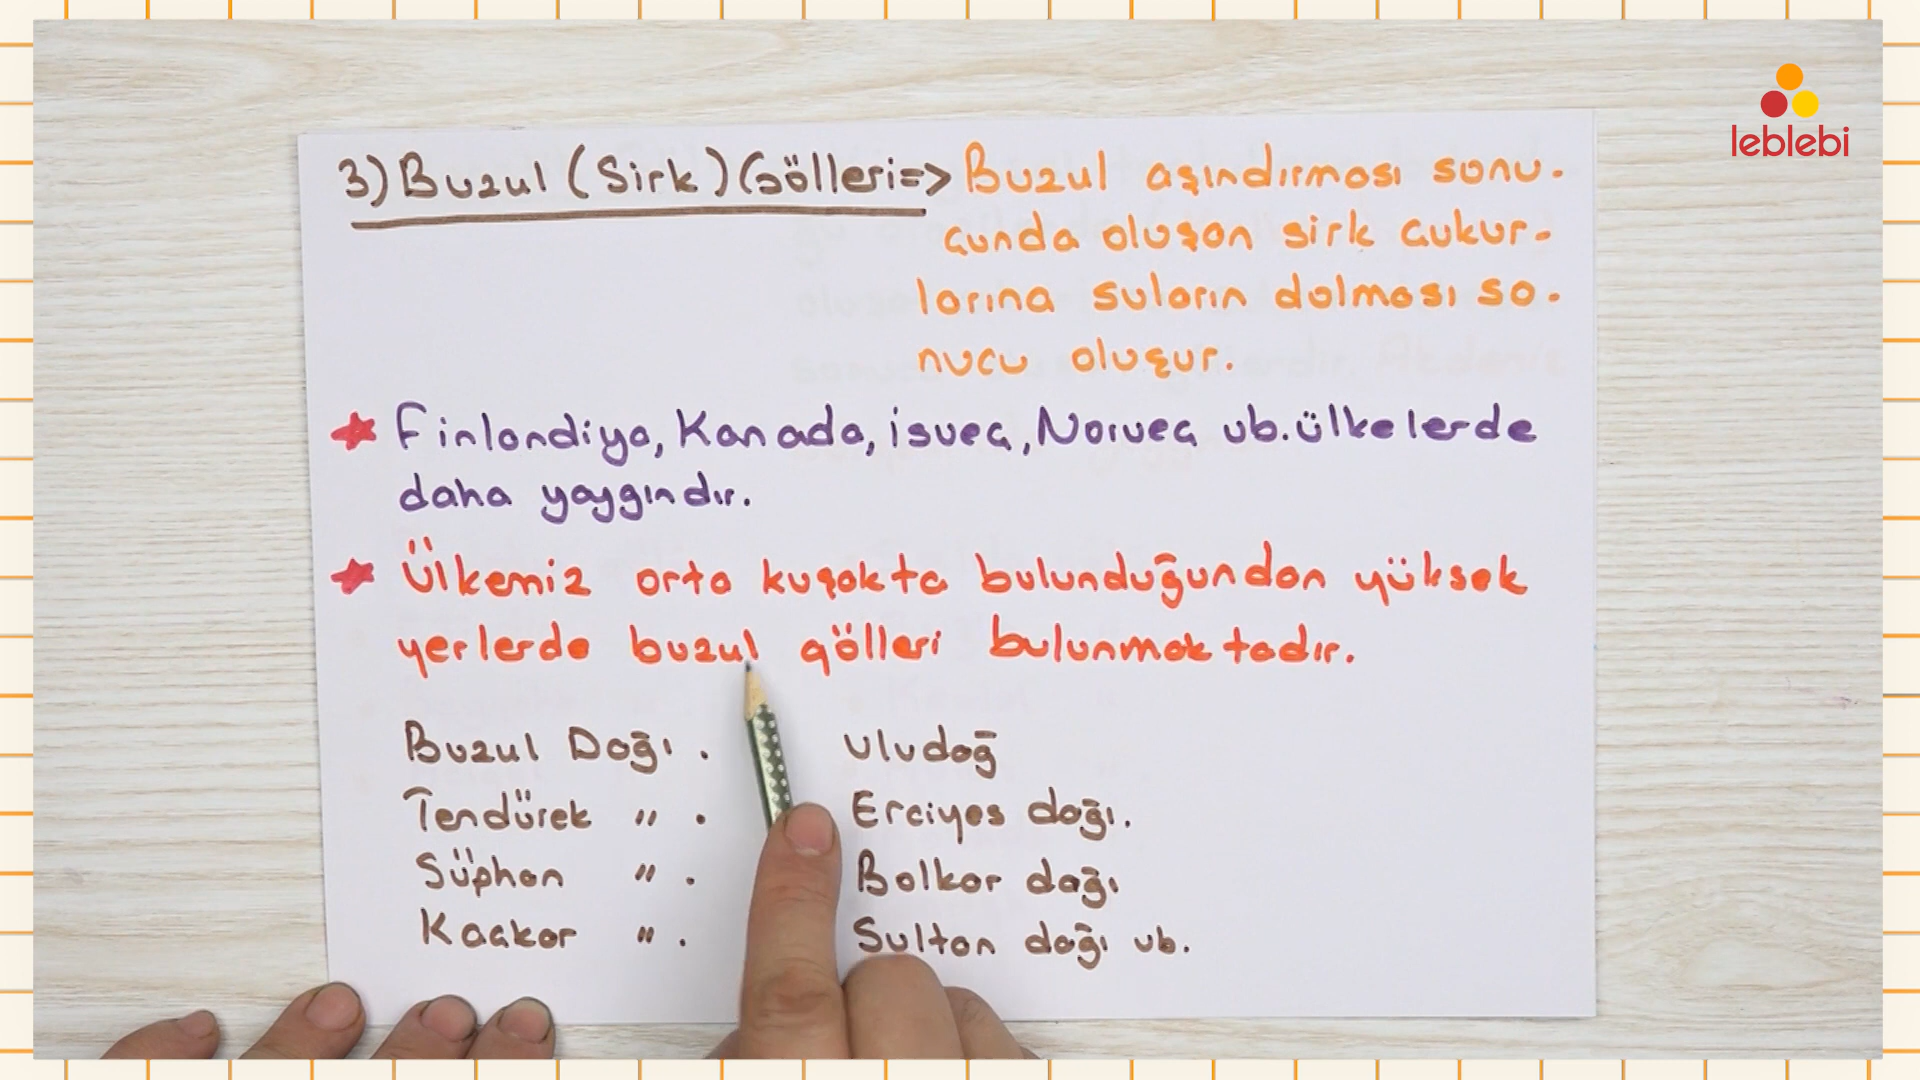 leblebi
3) Buzul (Sirk) Gölleri => Buzul aşındırması sonu-
cunda oluşan sirk çukur-
larına suların dolması so-
nucu oluşur.
★ Finlandiya, Kanada, isveç, Norveç vb. ülkelerde
daha yaygındır.
★ Ülkemiz orta kuşakta bulunduğundan yüksek
yerlerde buzul gölleri bulunmaktadır.
Buzul Dağı .
Tendürek " .
Süphan " .
Kaçkar " .
Uludağ
Erciyes dağı.
Bolkar dağı
Sultan dağı vb.